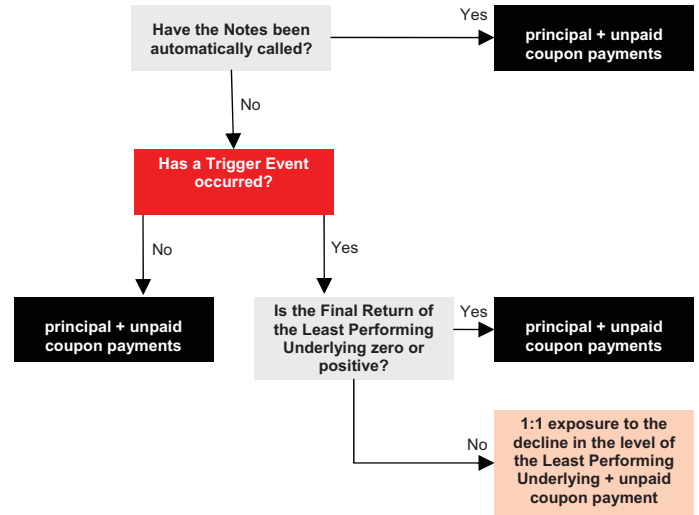 Have the Notes been
automatically called?
Yes
principal + unpaid
coupon payments
No
Has a Trigger Event
occurred?
No
Yes
principal + unpaid
coupon payments
Is the Final Return of
the Least Performing
Underlying zero or
positive?
Yes
principal + unpaid
coupon payments
No
1:1 exposure to the
decline in the level of
the Least Performing
Underlying + unpaid
coupon payment